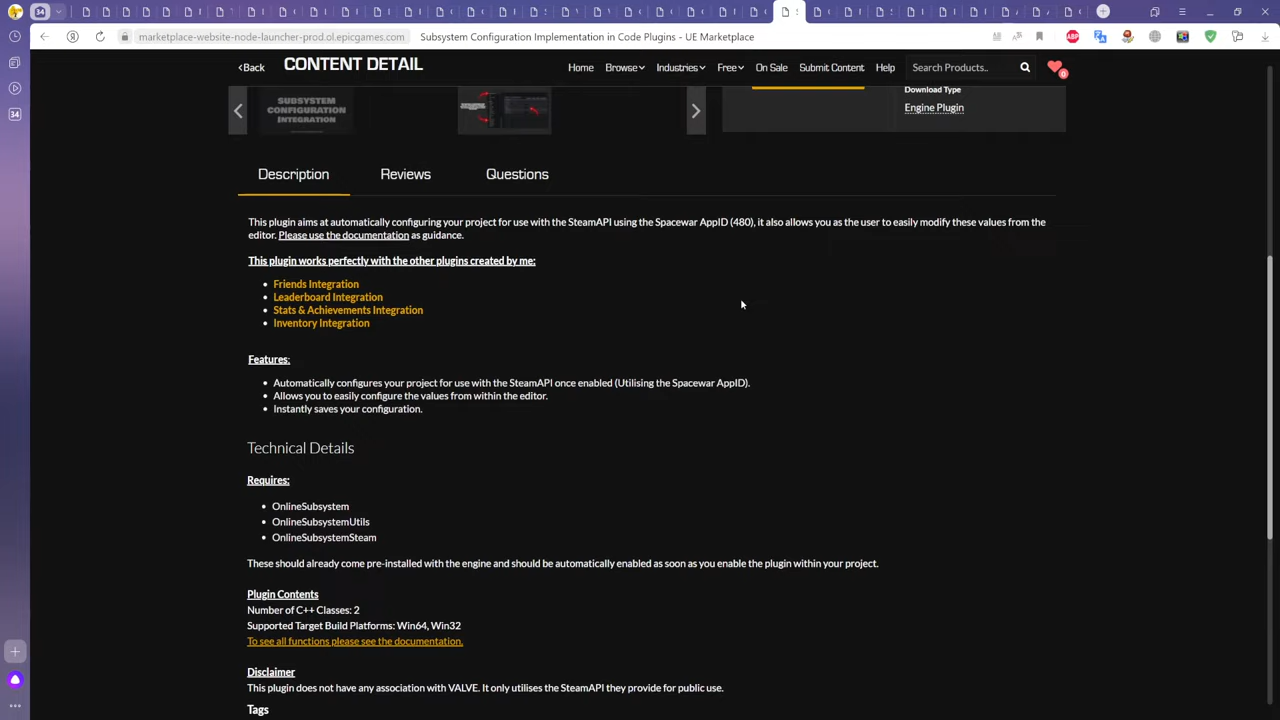 34
marketplace-website-node-launcher-prod.ol.epicgames.com
Subsystem Configuration Implementation in Code Plugins - UE Marketplace
ABP
34
Back
CONTENT DETAIL
Home
Browse
Industries
Free
On Sale
Submit Content
Help
Search Products..
0
SUBSYSTEM
CONFIGURATION
INTEGRATION
Download Type
Engine Plugin
Description
Reviews
Questions
This plugin aims at automatically configuring your project for use with the SteamAPI using the Spacewar AppID (480), it also allows you as the user to easily modify these values from the
editor. Please use the documentation as guidance.
This plugin works perfectly with the other plugins created by me:
Friends Integration
Leaderboard Integration
Stats & Achievements Integration
Inventory Integration
Features:
Automatically configures your project for use with the SteamAPI once enabled (Utilising the Spacewar AppID).
Allows you to easily configure the values from within the editor.
Instantly saves your configuration.
Technical Details
Requires:
OnlineSubsystem
OnlineSubsystemUtils
OnlineSubsystemSteam
These should already come pre-installed with the engine and should be automatically enabled as soon as you enable the plugin within your project.
Plugin Contents
Number of C++ Classes: 2
Supported Target Build Platforms: Win64, Win32
To see all functions please see the documentation.
Disclaimer
This plugin does not have any association with VALVE. It only utilises the SteamAPI they provide for public use.
Tags